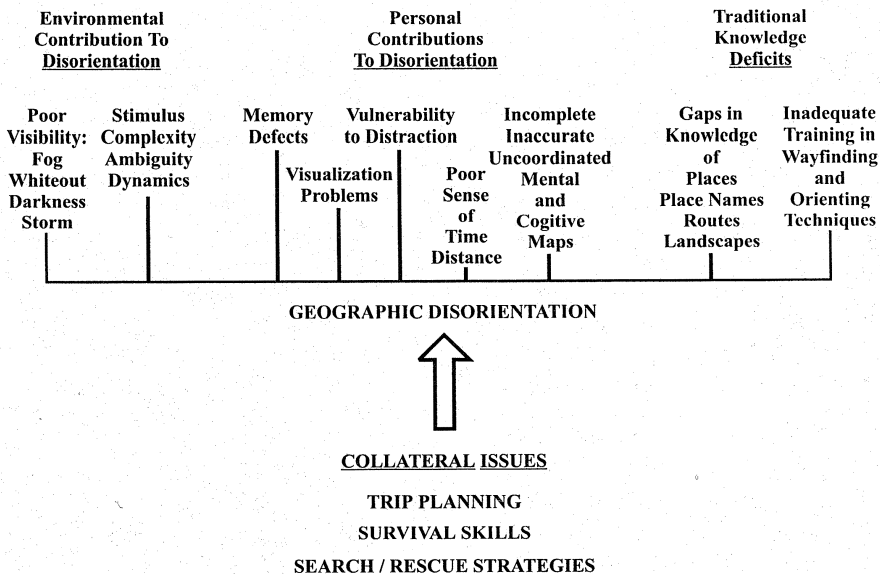 Environmental
Contribution To
Disorientation
Personal
Contributions
To Disorientation
Traditional
Knowledge
Deficits
Poor
Visibility:
Fog
Whiteout
Darkness
Storm
Stimulus
Complexity
Ambiguity
Dynamics
Memory
Defects
Visualization
Problems
Vulnerability
to Distraction
Poor
Sense
of
Time
Distance
Incomplete
Inaccurate
Uncoordinated
Mental
and
Cogitive
Maps
Gaps in
Knowledge
of
Places
Place Names
Routes
Landscapes
Inadequate
Training in
Wayfinding
and
Orienting
Techniques
GEOGRAPHIC DISORIENTATION
COLLATERAL ISSUES
TRIP PLANNING
SURVIVAL SKILLS
SEARCH / RESCUE STRATEGIES